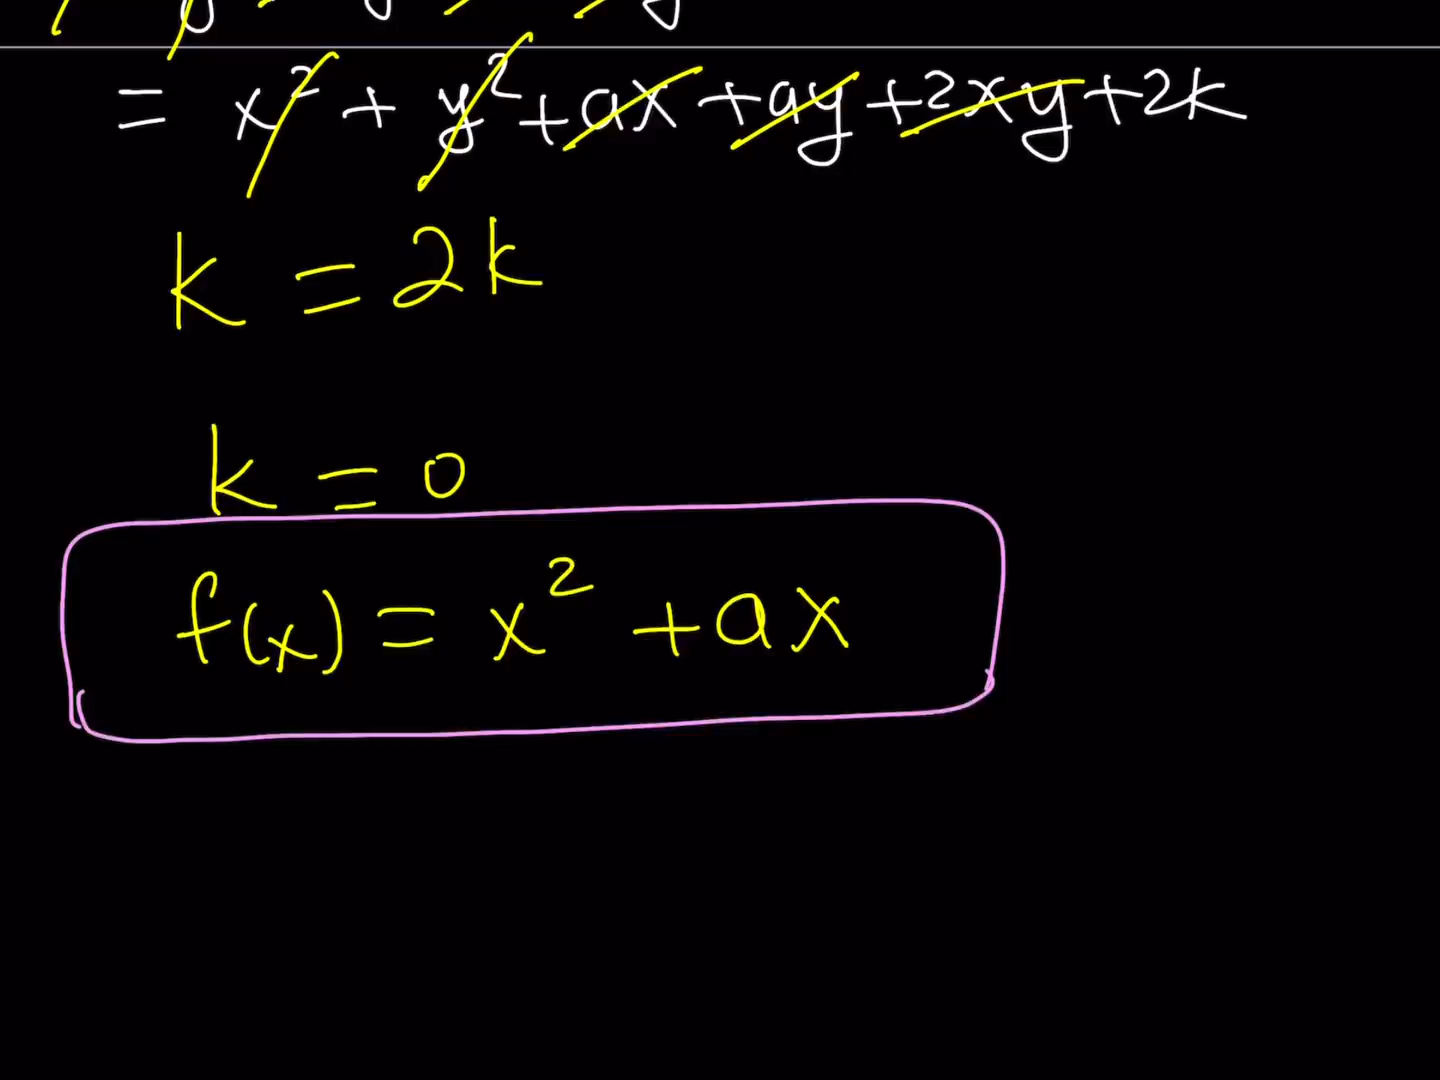 = x² + y² + ax + ay + 2xy + 2k
k = 2k
k = 0
f(x) = x² + ax